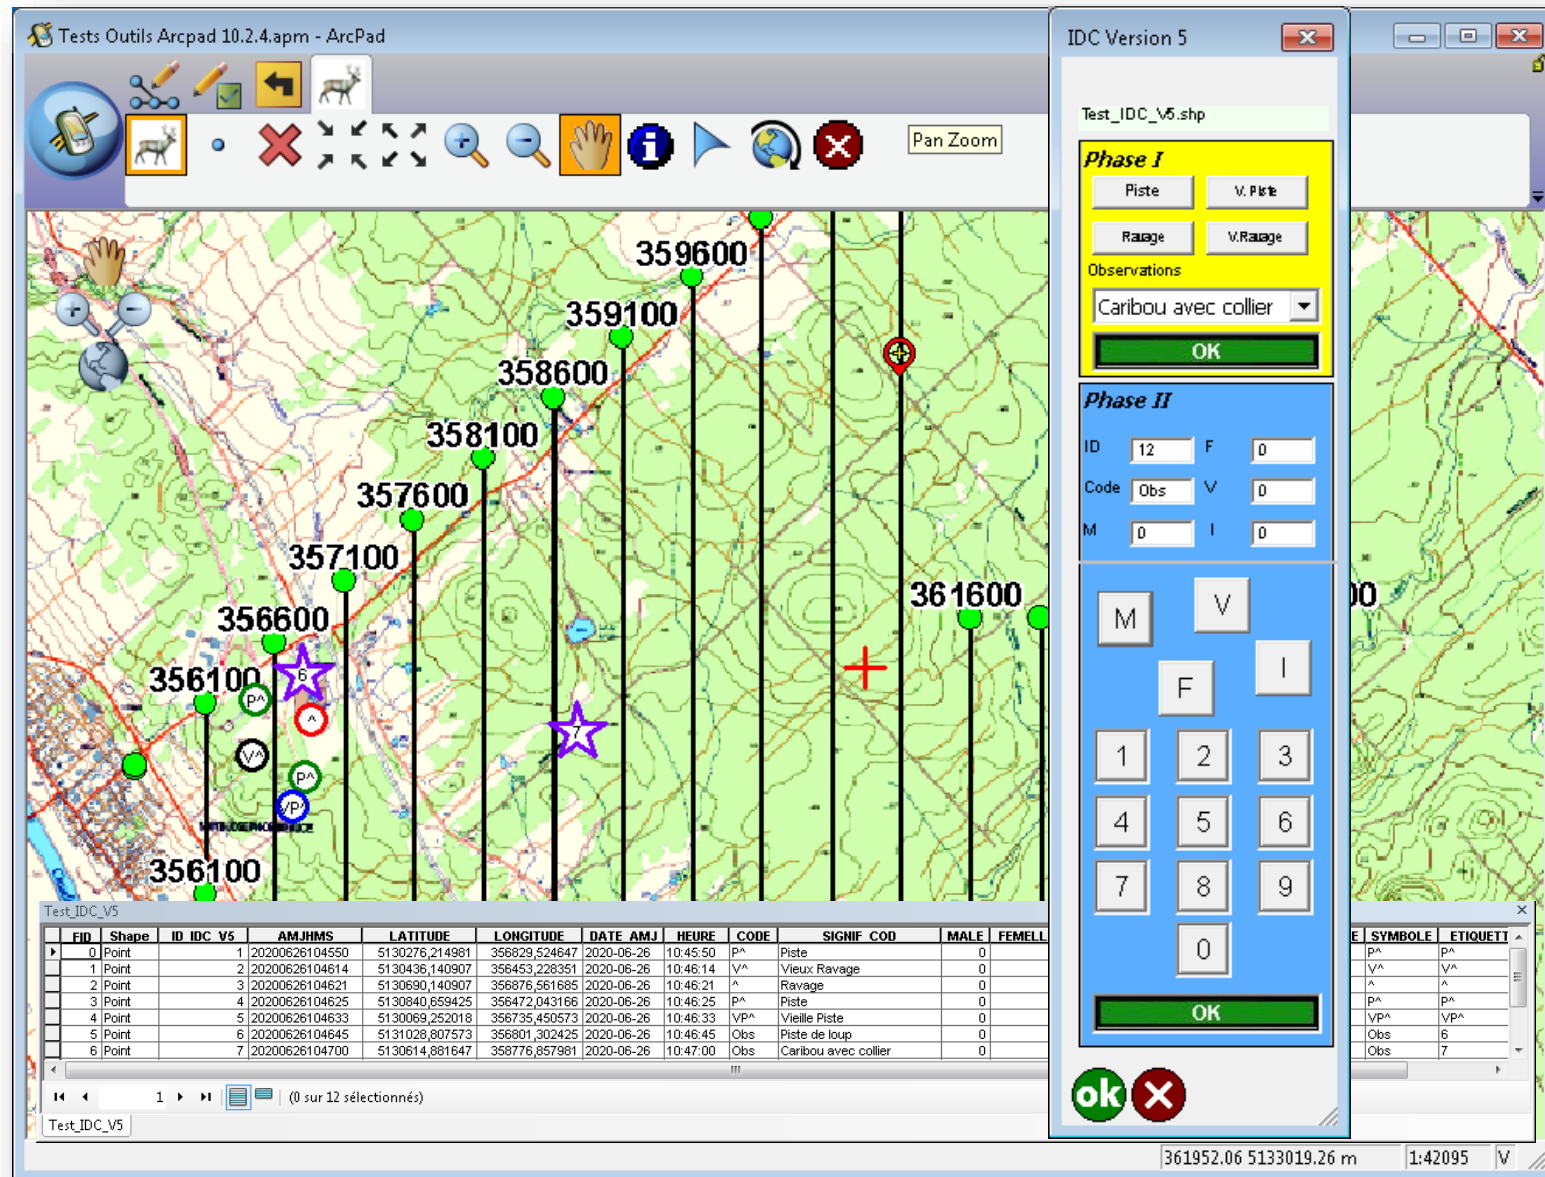 Tests Outils Arcpad 10.2.4.apm - ArcPad
IDC Version 5
Pan Zoom
Test_IDC_V5.shp
Phase I
Piste
V. Piste
Ravage
V.Ravage
Observations
Caribou avec collier
OK
Phase II
ID 12 F 0
Code Obs V 0
M 0 I 0
M
V
F
I
1 2 3
4 5 6
7 8 9
0
OK
ok
359600
359100
358600
358100
357600
357100
356600
361600
00
356100
6
P^
^
7
V^
P^
VP^
356100
Test_IDC_V5
FID Shape ID_IDC_V5 AMJHMS LATITUDE LONGITUDE DATE_AMJ HEURE CODE SIGNIF_COD MALE FEMELL E SYMBOLE ETIQUETT
0 Point 1 20200626104550 5130276,214981 356829,524647 2020-06-26 10:45:50 P^ Piste 0 P^ P^
1 Point 2 20200626104614 5130436,140907 356453,228351 2020-06-26 10:46:14 V^ Vieux Ravage 0 V^ V^
2 Point 3 20200626104621 5130690,140907 356876,561685 2020-06-26 10:46:21 ^ Ravage 0 ^ ^
3 Point 4 20200626104625 5130840,659425 356472,043166 2020-06-26 10:46:25 P^ Piste 0 P^ P^
4 Point 5 20200626104633 5130069,252018 356735,450573 2020-06-26 10:46:33 VP^ Vieille Piste 0 VP^ VP^
5 Point 6 20200626104645 5131028,807573 356801,302425 2020-06-26 10:46:45 Obs Piste de loup 0 Obs 6
6 Point 7 20200626104700 5130614,881647 358776,857981 2020-06-26 10:47:00 Obs Caribou avec collier 0 Obs 7
1 (0 sur 12 sélectionnés)
Test_IDC_V5
361952.06 5133019.26 m 1:42095 V